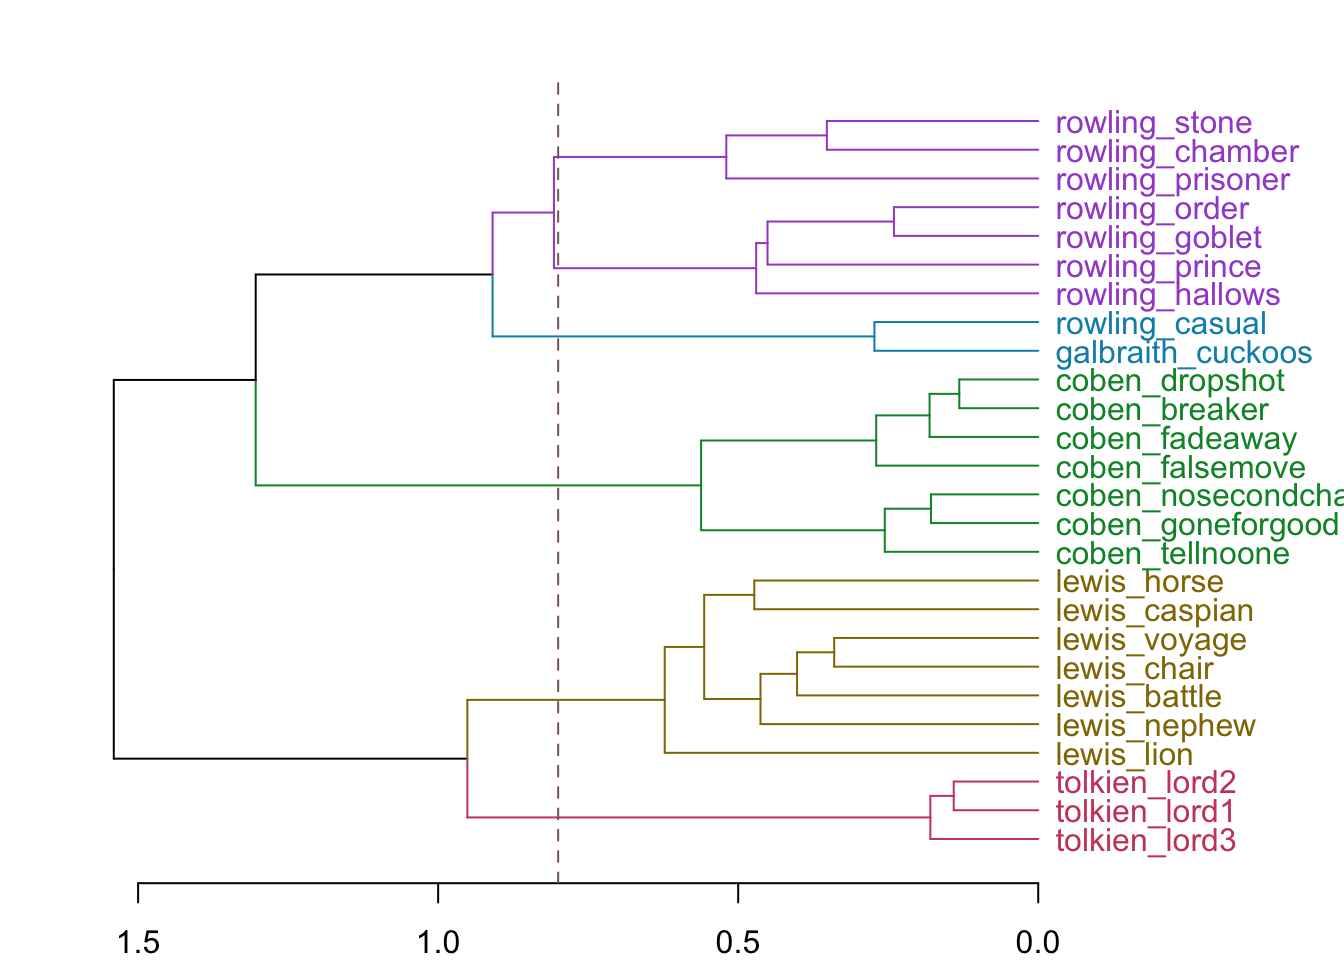 rowling_stone
rowling_chamber
rowling_prisoner
rowling_order
rowling_goblet
rowling_prince
rowling_hallows
rowling_casual
galbraith_cuckoos
coben_dropshot
coben_breaker
coben_fadeaway
coben_falsemove
coben_nosecondcha
coben_goneforgood
coben_tellnoone
lewis_horse
lewis_caspian
lewis_voyage
lewis_chair
lewis_battle
lewis_nephew
lewis_lion
tolkien_lord2
tolkien_lord1
tolkien_lord3
1.5 1.0 0.5 0.0